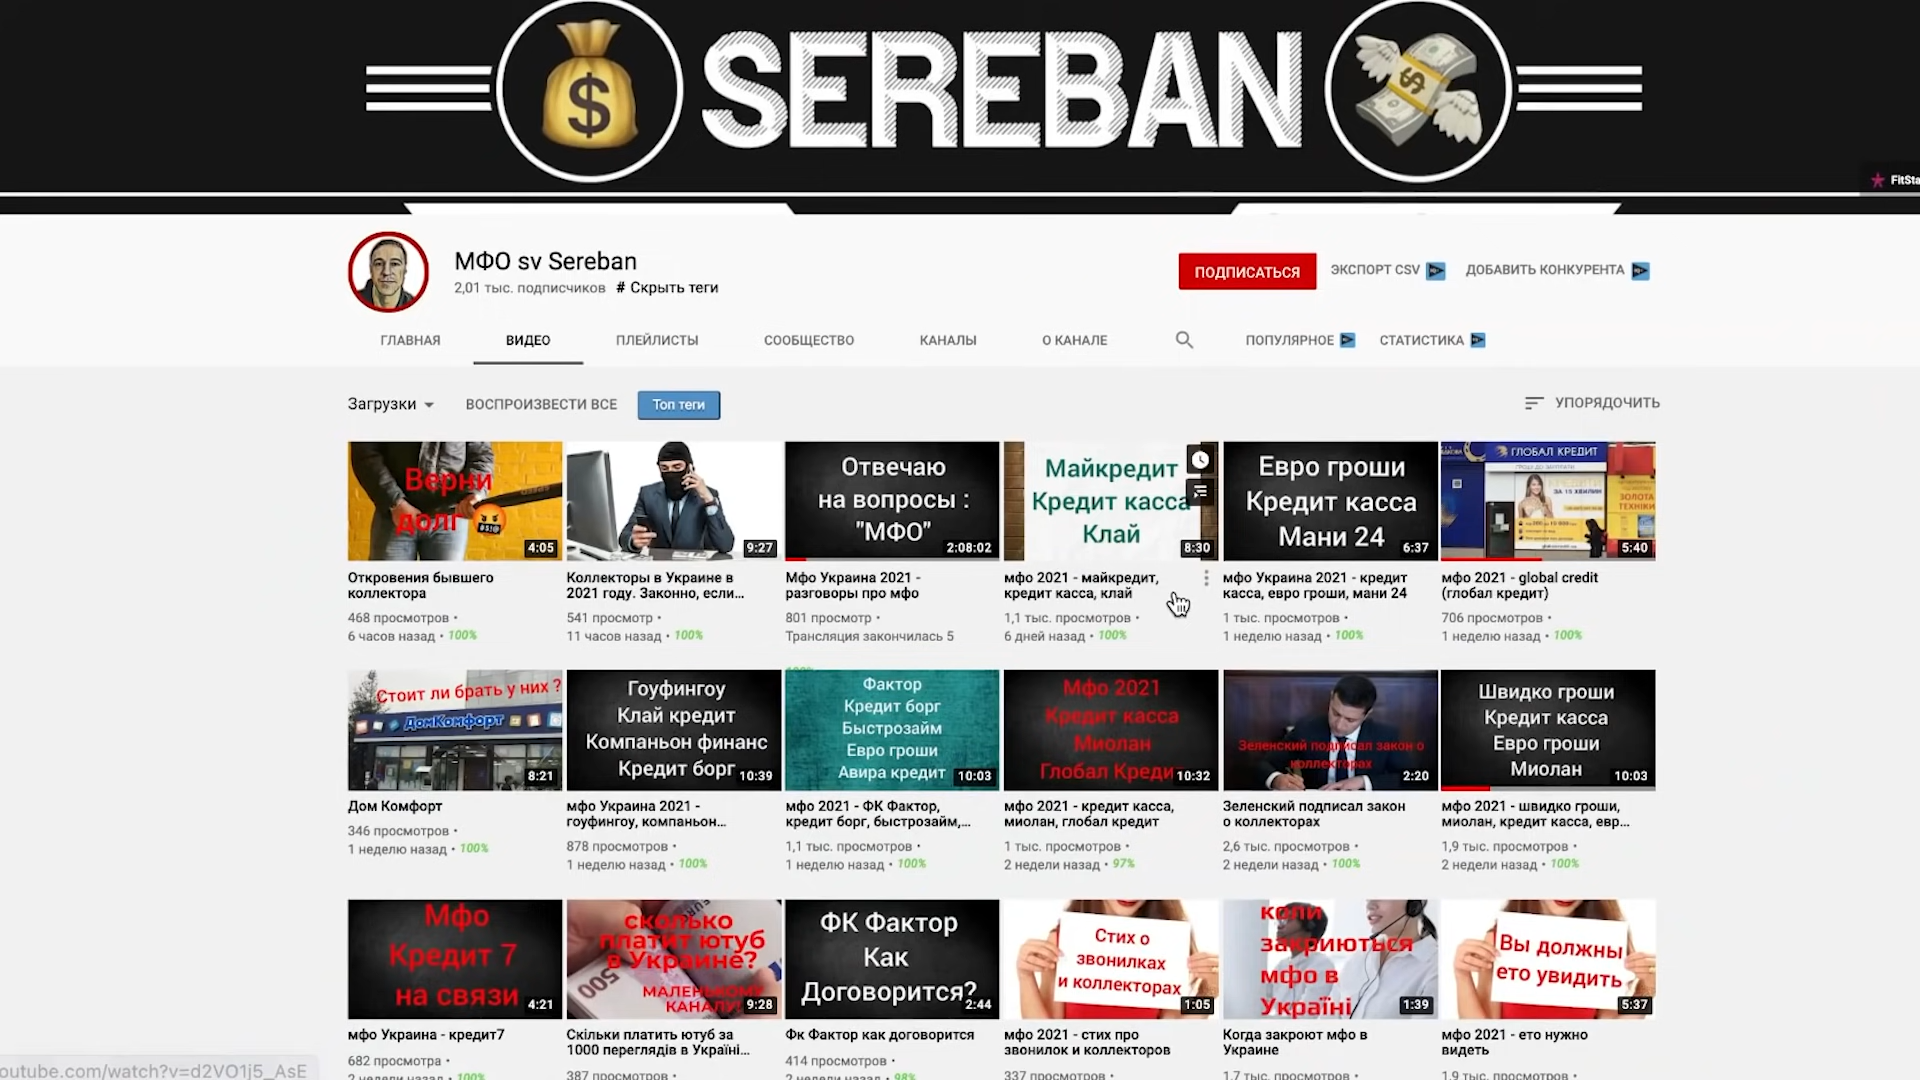 SEREBAN
FitSta
МФО sv Sereban
2,01 тыс. подписчиков # Скрыть теги
ПОДПИСАТЬСЯ
ЭКСПОРТ CSV
ДОБАВИТЬ КОНКУРЕНТА
ГЛАВНАЯ
ВИДЕО
ПЛЕЙЛИСТЫ
СООБЩЕСТВО
КАНАЛЫ
О КАНАЛЕ
ПОПУЛЯРНОЕ
СТАТИСТИКА
Загрузки
ВОСПРОИЗВЕСТИ ВСЕ
Топ теги
УПОРЯДОЧИТЬ
Верни
долг
4:05
Откровения бывшего
коллектора
468 просмотров •
6 часов назад • 100%
9:27
Коллекторы в Украине в
2021 году. Законно, если...
541 просмотр •
11 часов назад • 100%
Отвечаю
на вопросы :
"МФО"
2:08:02
Мфо Украина 2021 -
разговоры про мфо
801 просмотр •
Трансляция закончилась 5
Майкредит
Кредит касса
Клай
8:30
мфо 2021 - майкредит,
кредит касса, клай
1,1 тыс. просмотров •
6 дней назад • 100%
Евро гроши
Кредит касса
Мани 24
6:37
мфо Украина 2021 - кредит
касса, евро гроши, мани 24
1 тыс. просмотров •
1 неделю назад • 100%
ГЛОБАЛ КРЕДИТ
ЗА 15 ХВИЛИН
ЗОЛОТА
ТЕХНІКИ
5:40
мфо 2021 - global credit
(глобал кредит)
706 просмотров •
1 неделю назад • 100%
Стоит ли брать у них ?
ДомКомфорт
8:21
Дом Комфорт
346 просмотров •
1 неделю назад • 100%
Гоуфингоу
Клай кредит
Компаньон финанс
Кредит борг
10:39
мфо Украина 2021 -
гоуфингоу, компаньон...
878 просмотров •
1 неделю назад • 100%
Фактор
Кредит борг
Быстрозайм
Евро гроши
Авира кредит
10:03
мфо 2021 - ФК Фактор,
кредит борг, быстрозайм,...
1,1 тыс. просмотров •
1 неделю назад • 100%
Мфо 2021
Кредит касса
Миолан
Глобал Креди
10:32
мфо 2021 - кредит касса,
миолан, глобал кредит
1 тыс. просмотров •
2 недели назад • 97%
Зеленский подписал закон о
коллекторах
2:20
Зеленский подписал закон
о коллекторах
2,6 тыс. просмотров •
2 недели назад • 100%
Швидко гроши
Кредит касса
Евро гроши
Миолан
10:03
мфо 2021 - швидко гроши,
миолан, кредит касса, евр...
1,9 тыс. просмотров •
2 недели назад • 100%
Мфо
Кредит 7
на связи
4:21
мфо Украина - кредит7
682 просмотра •
2 недели назад • 100%
сколько
платит ютуб
в Украине?
МАЛЕНЬКОМУ
КАНАЛУ?
9:28
Скільки платить ютуб за
1000 переглядів в Україні...
387 просмотров •
ФК Фактор
Как
Договорится?
2:44
Фк Фактор как договорится
414 просмотров •
2 недели назад • 98%
Стих о
звонилках
и коллекторах
1:05
мфо 2021 - стих про
звонилок и коллекторов
337 просмотров •
коли
закриються
мфо в
Україні
1:39
Когда закроют мфо в
Украине
1,7 тыс. просмотров •
Вы должны
ето увидить
5:37
мфо 2021 - ето нужно
видеть
1,9 тыс. просмотров •
outube.com/watch?v=d2VO1j5_AsE